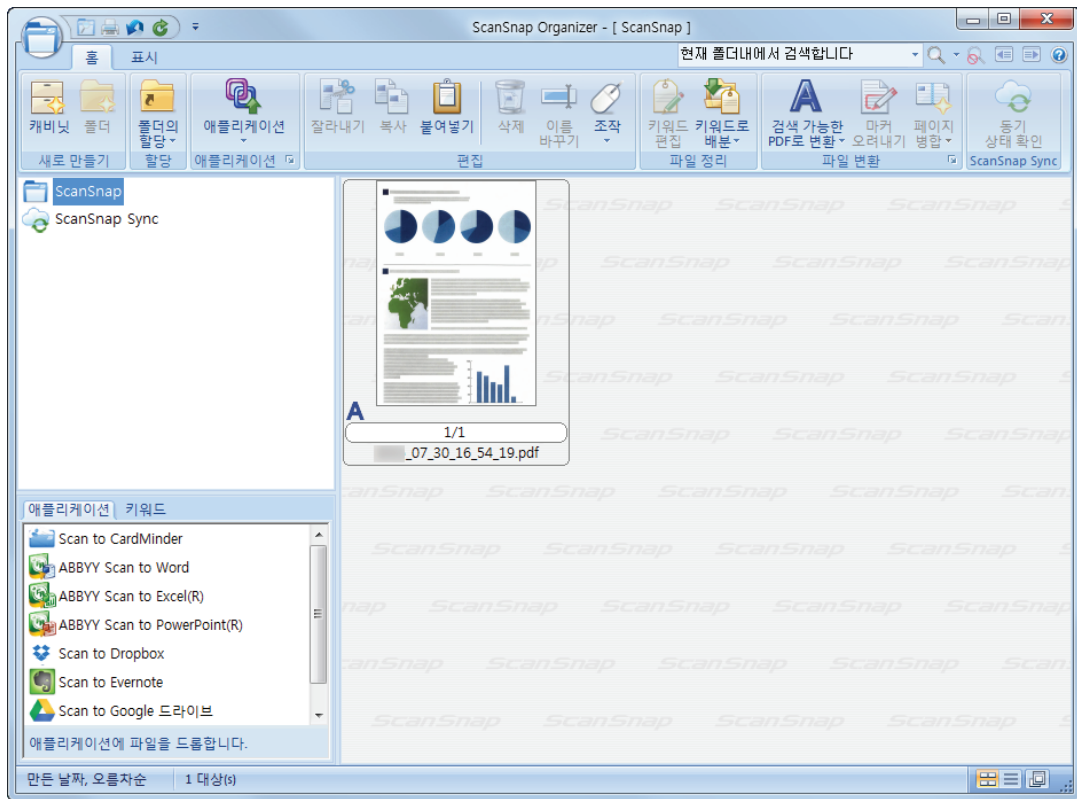 ScanSnap Organizer - [ ScanSnap ]
홈 표시 현재 폴더내에서 검색합니다
캐비닛 폴더 폴더의 할당 애플리케이션 잘라내기 복사 붙여넣기 삭제 이름 바꾸기 조작 키워드 편집 키워드로 배분 검색 가능한 PDF로 변환 마커 오려내기 페이지 병합 동기 상태 확인
새로 만들기 할당 애플리케이션 편집 파일 정리 파일 변환 ScanSnap Sync
ScanSnap
ScanSnap Sync
A
1/1
_07_30_16_54_19.pdf
애플리케이션 키워드
Scan to CardMinder
ABBYY Scan to Word
ABBYY Scan to Excel(R)
ABBYY Scan to PowerPoint(R)
Scan to Dropbox
Scan to Evernote
Scan to Google 드라이브
애플리케이션에 파일을 드롭합니다.
만든 날짜, 오름차순 1 대상(s)